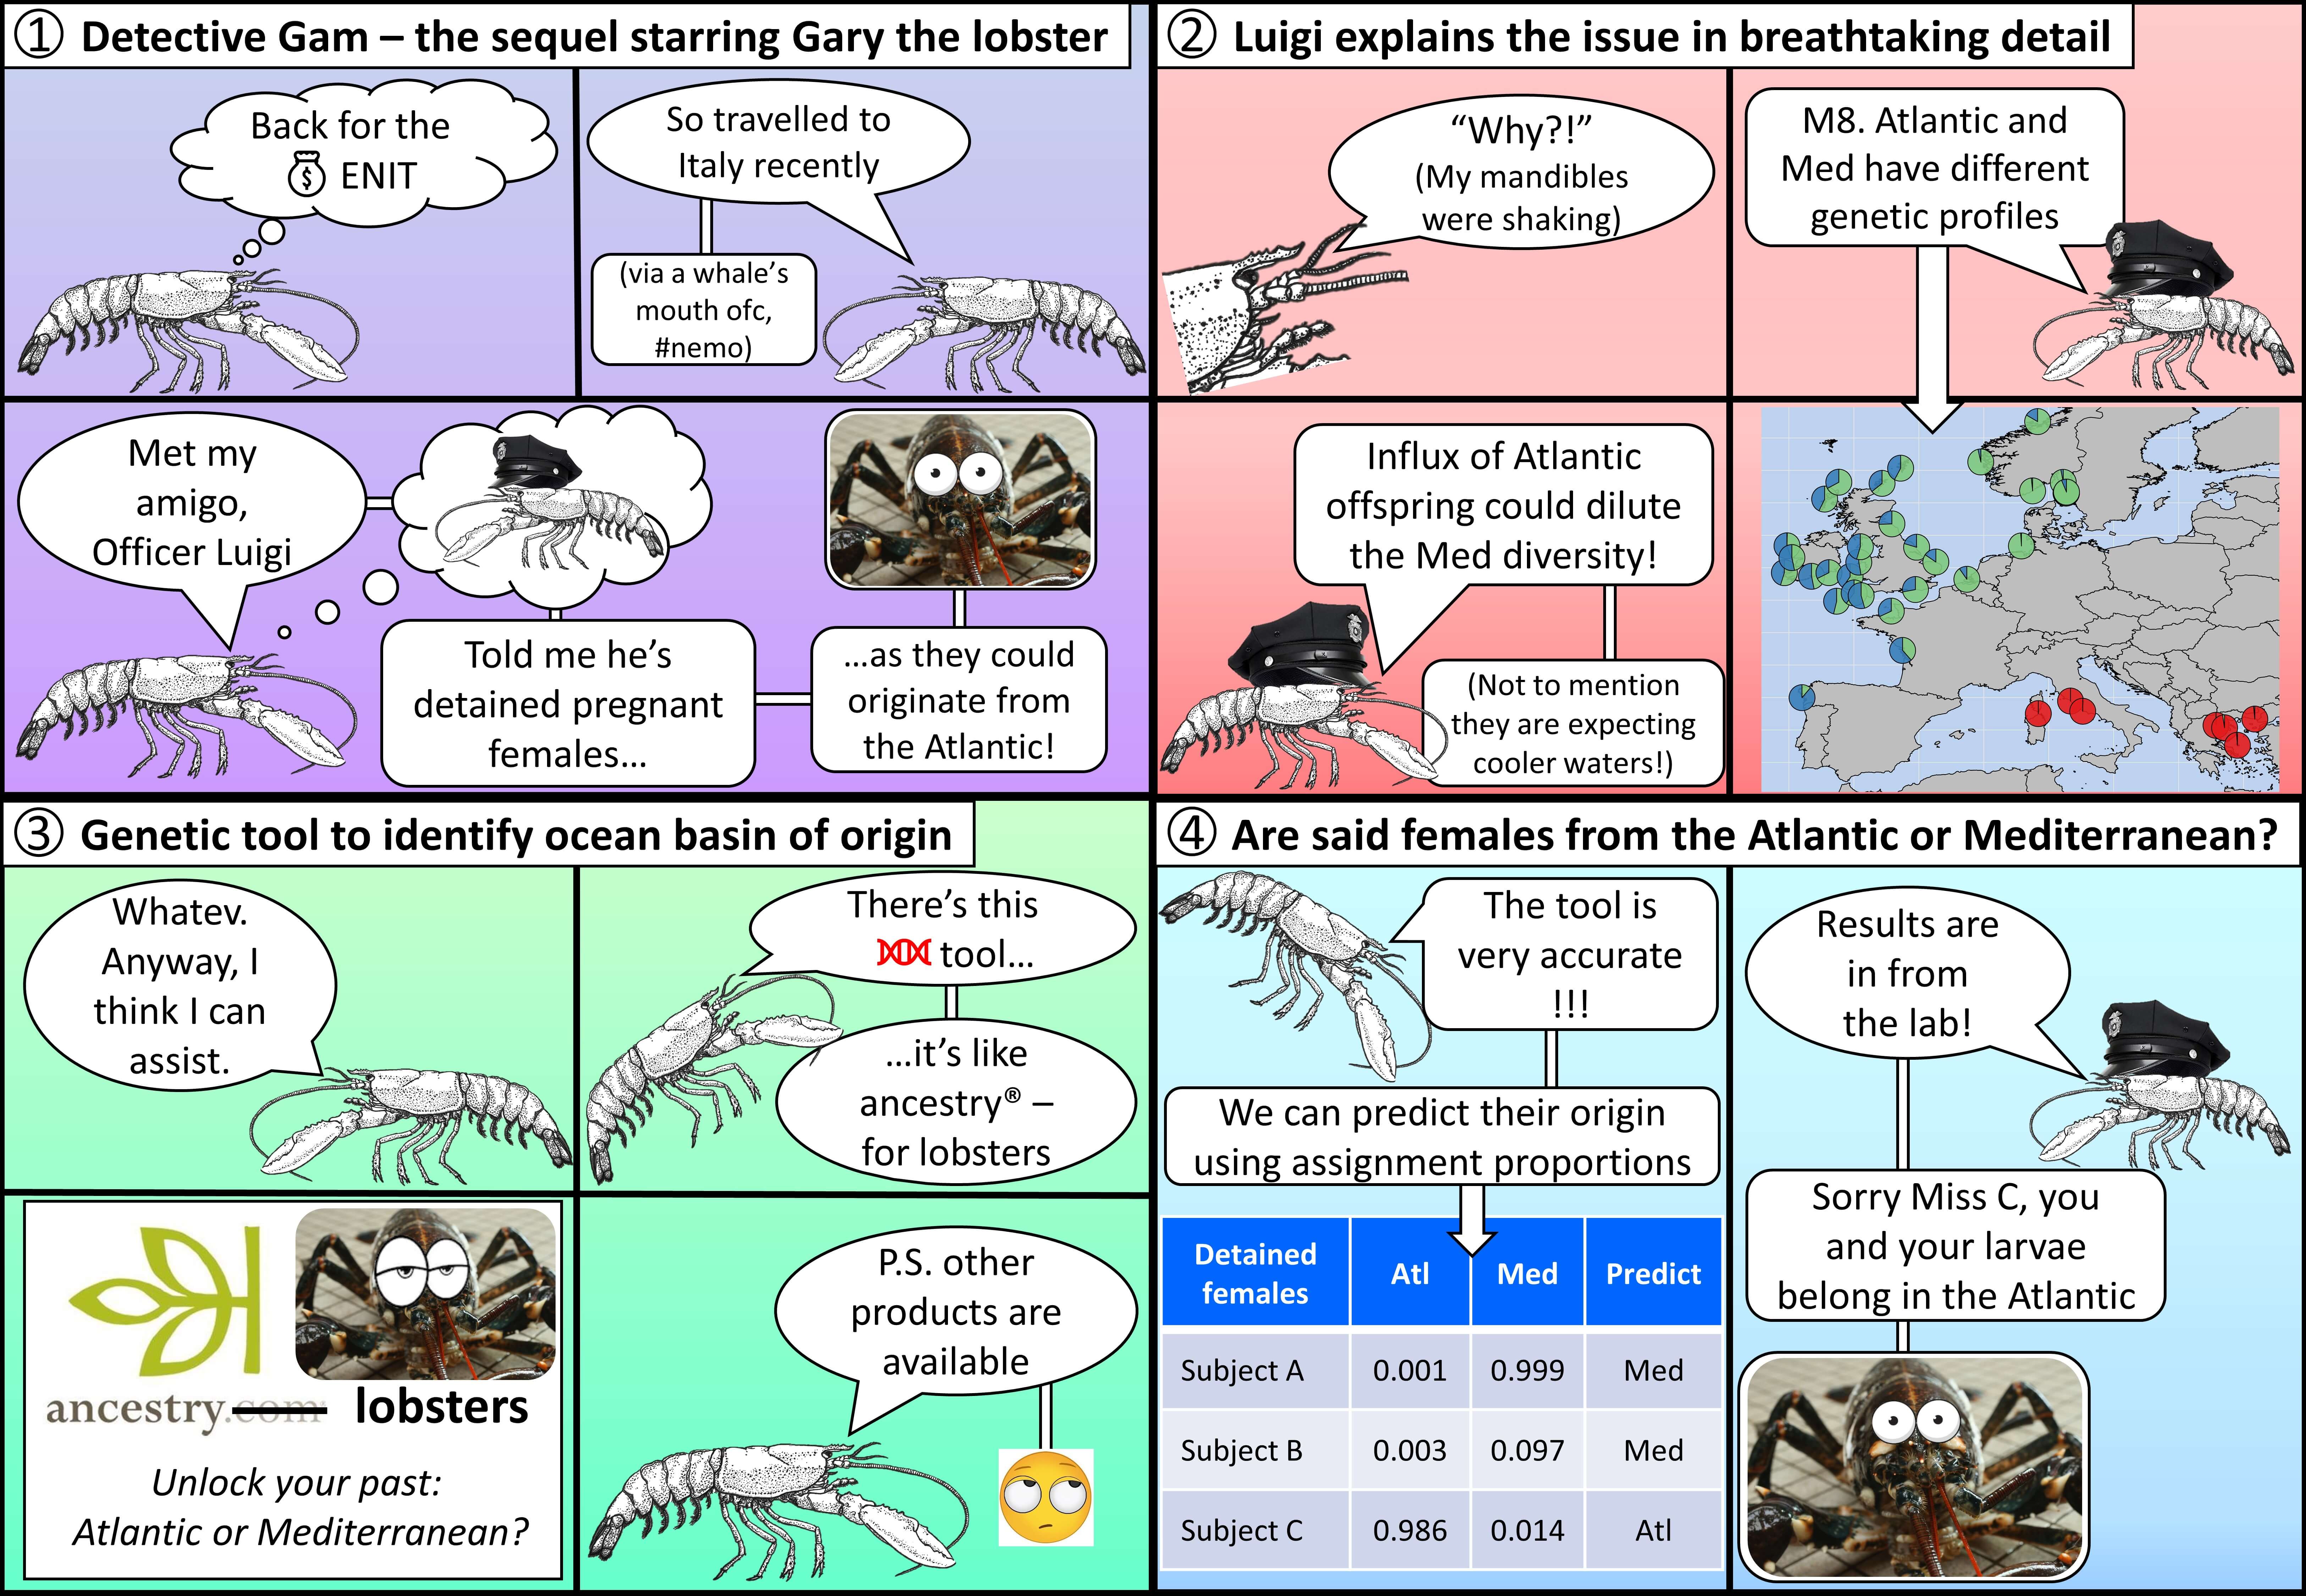 ① Detective Gam – the sequel starring Gary the lobster
Back for the
$ ENIT
So travelled to
Italy recently
(via a whale's
mouth ofc,
#nemo)
Met my
amigo,
Officer Luigi
Told me he's
detained pregnant
females...
...as they could
originate from
the Atlantic!
② Luigi explains the issue in breathtaking detail
“Why?!”
(My mandibles
were shaking)
M8. Atlantic and
Med have different
genetic profiles
Influx of Atlantic
offspring could dilute
the Med diversity!
(Not to mention
they are expecting
cooler waters!)
③ Genetic tool to identify ocean basin of origin
Whatev.
Anyway, I
think I can
assist.
There's this
tool...
...it's like
ancestry® –
for lobsters
ancestry.com lobsters
Unlock your past:
Atlantic or Mediterranean?
P.S. other
products are
available
④ Are said females from the Atlantic or Mediterranean?
The tool is
very accurate
!!!
We can predict their origin
using assignment proportions
Detained females Atl Med Predict
Subject A 0.001 0.999 Med
Subject B 0.003 0.097 Med
Subject C 0.986 0.014 Atl
Results are
in from
the lab!
Sorry Miss C, you
and your larvae
belong in the Atlantic